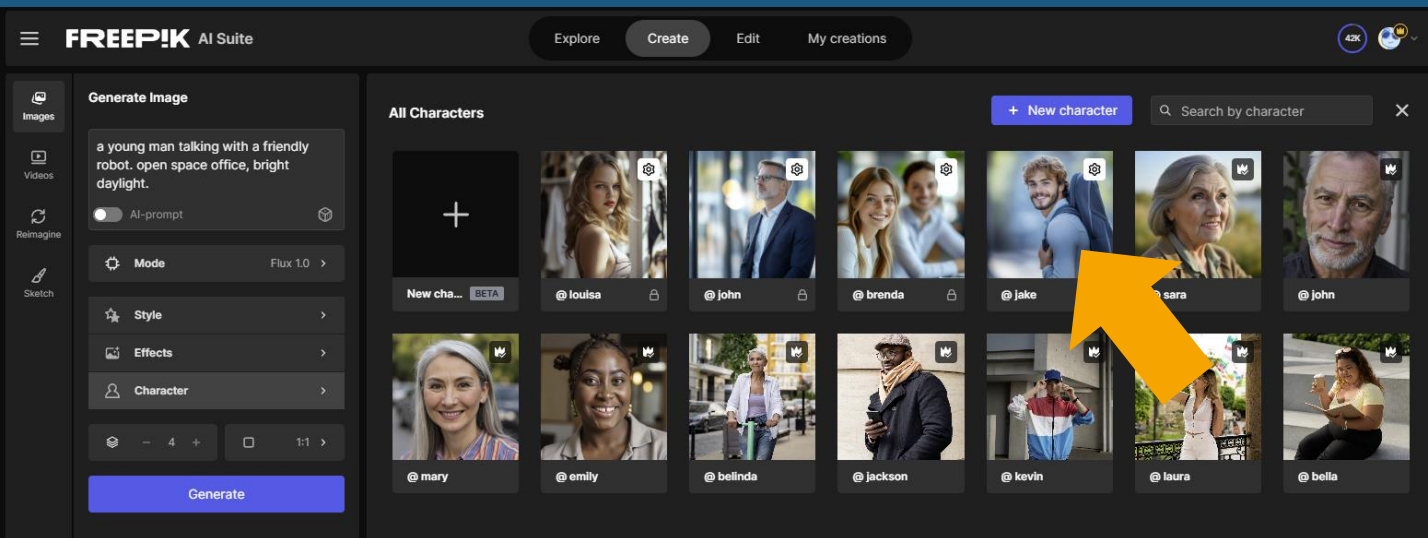 FREEP!K AI Suite
Explore
Create
Edit
My creations
42K
Images
Videos
Reimagine
Sketch
Generate Image
a young man talking with a friendly
robot. open space office, bright
daylight.
AI-prompt
Mode
Flux 1.0
Style
Effects
Character
4
1:1
Generate
All Characters
+ New character
Search by character
New cha... BETA
@ louisa
@ john
@ brenda
@ jake
sara
@ john
@ mary
@ emily
@ belinda
@ jackson
@ kevin
@ laura
@ bella